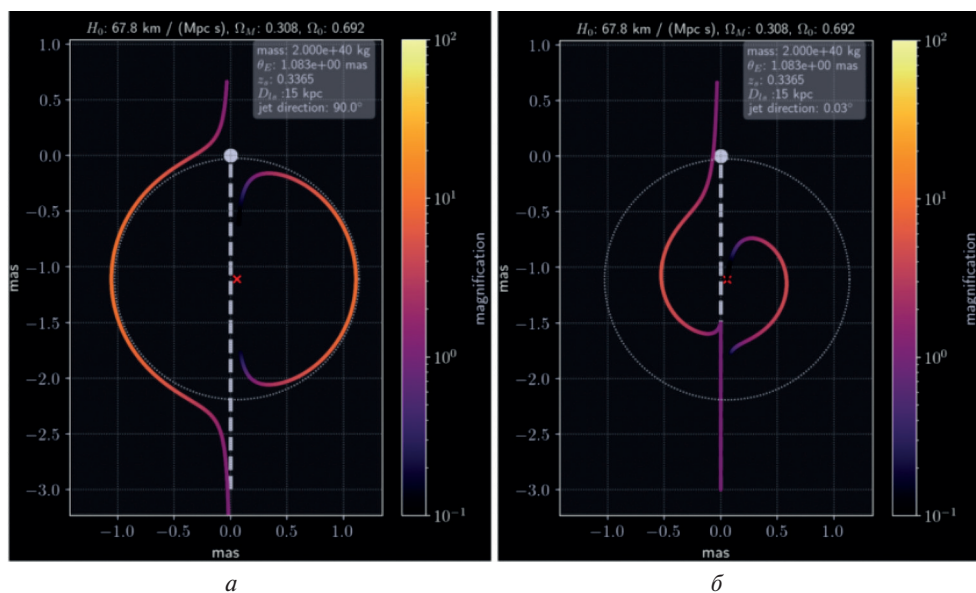 H₀: 67.8 km / (Mpc s), Ω_M: 0.308, Ω₀: 0.692
mass: 2.000e+40 kg
θ_E: 1.083e+00 mas
z_s: 0.3365
D_ls :15 kpc
jet direction: 90.0°
1.0
0.5
0.0
−0.5
−1.0
−1.5
−2.0
−2.5
−3.0
mas
−1.0 −0.5 0.0 0.5 1.0
mas
10²
10¹
10⁰
10⁻¹
magnification
а
H₀: 67.8 km / (Mpc s), Ω_M: 0.308, Ω₀: 0.692
mass: 2.000e+40 kg
θ_E: 1.083e+00 mas
z_s: 0.3365
D_ls :15 kpc
jet direction: 0.03°
1.0
0.5
0.0
−0.5
−1.0
−1.5
−2.0
−2.5
−3.0
mas
−1.0 −0.5 0.0 0.5 1.0
mas
10²
10¹
10⁰
10⁻¹
magnification
б